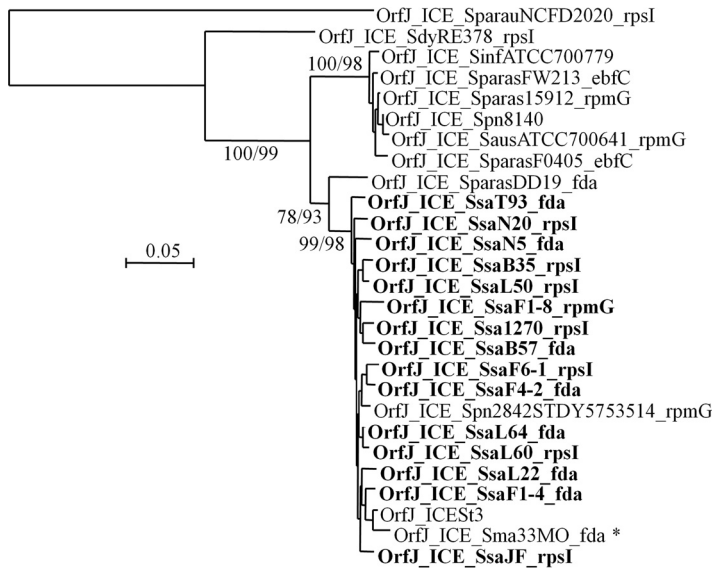 OrfJ_ICE_SparauNCFD2020_rpsI
OrfJ_ICE_SdyRE378_rpsI
OrfJ_ICE_SinfATCC700779
100/98
OrfJ_ICE_SparasFW213_ebfC
OrfJ_ICE_Sparas15912_rpmG
OrfJ_ICE_Spn8140
OrfJ_ICE_SausATCC700641_rpmG
100/99
OrfJ_ICE_SparasF0405_ebfC
OrfJ_ICE_SparasDD19_fda
OrfJ_ICE_SsaT93_fda
78/93
OrfJ_ICE_SsaN20_rpsI
99/98
OrfJ_ICE_SsaN5_fda
0.05
OrfJ_ICE_SsaB35_rpsI
OrfJ_ICE_SsaL50_rpsI
OrfJ_ICE_SsaF1-8_rpmG
OrfJ_ICE_Ssa1270_rpsI
OrfJ_ICE_SsaB57_fda
OrfJ_ICE_SsaF6-1_rpsI
OrfJ_ICE_SsaF4-2_fda
OrfJ_ICE_Spn2842STDY5753514_rpmG
OrfJ_ICE_SsaL64_fda
OrfJ_ICE_SsaL60_rpsI
OrfJ_ICE_SsaL22_fda
OrfJ_ICE_SsaF1-4_fda
OrfJ_ICESt3
OrfJ_ICE_Sma33MO_fda *
OrfJ_ICE_SsaJF_rpsI